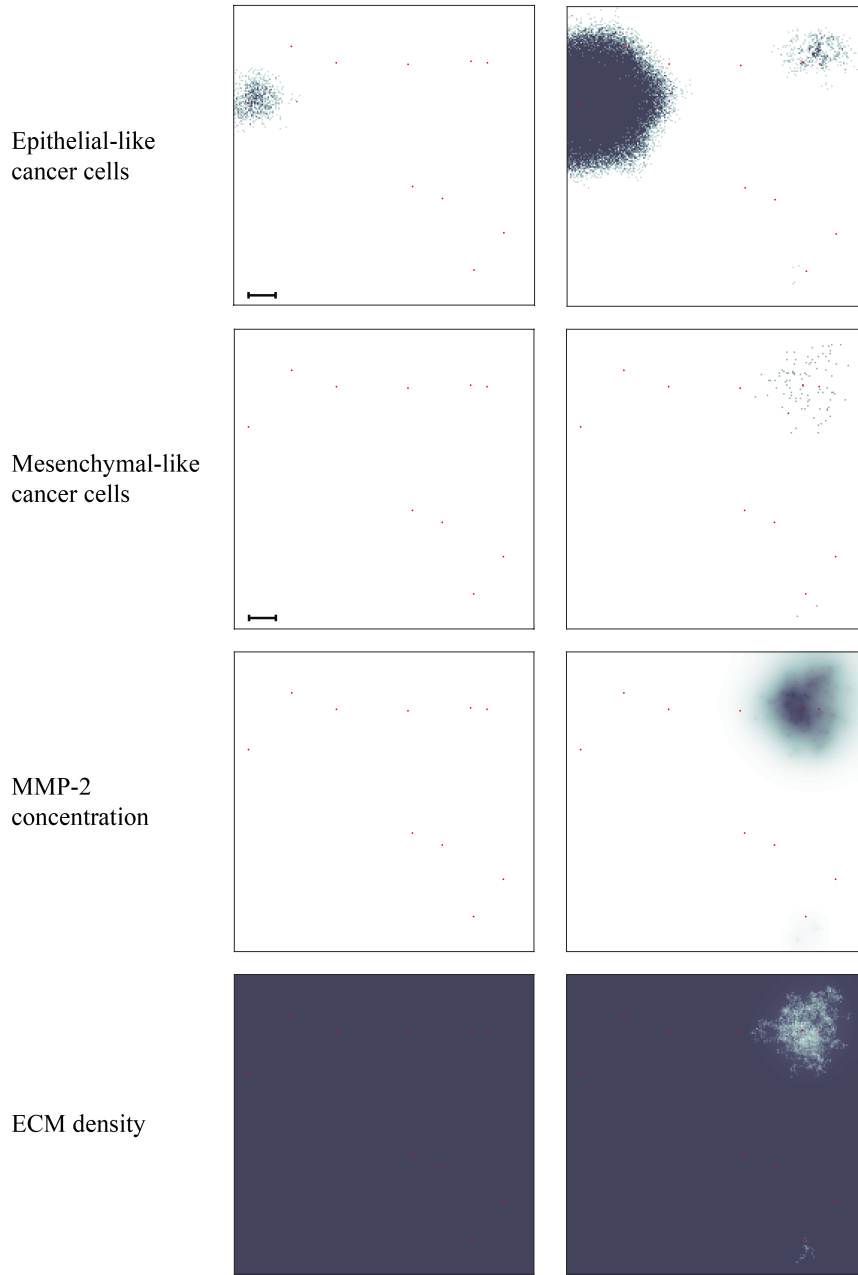 Epithelial-like
cancer cells
Mesenchymal-like
cancer cells
MMP-2
concentration
ECM density